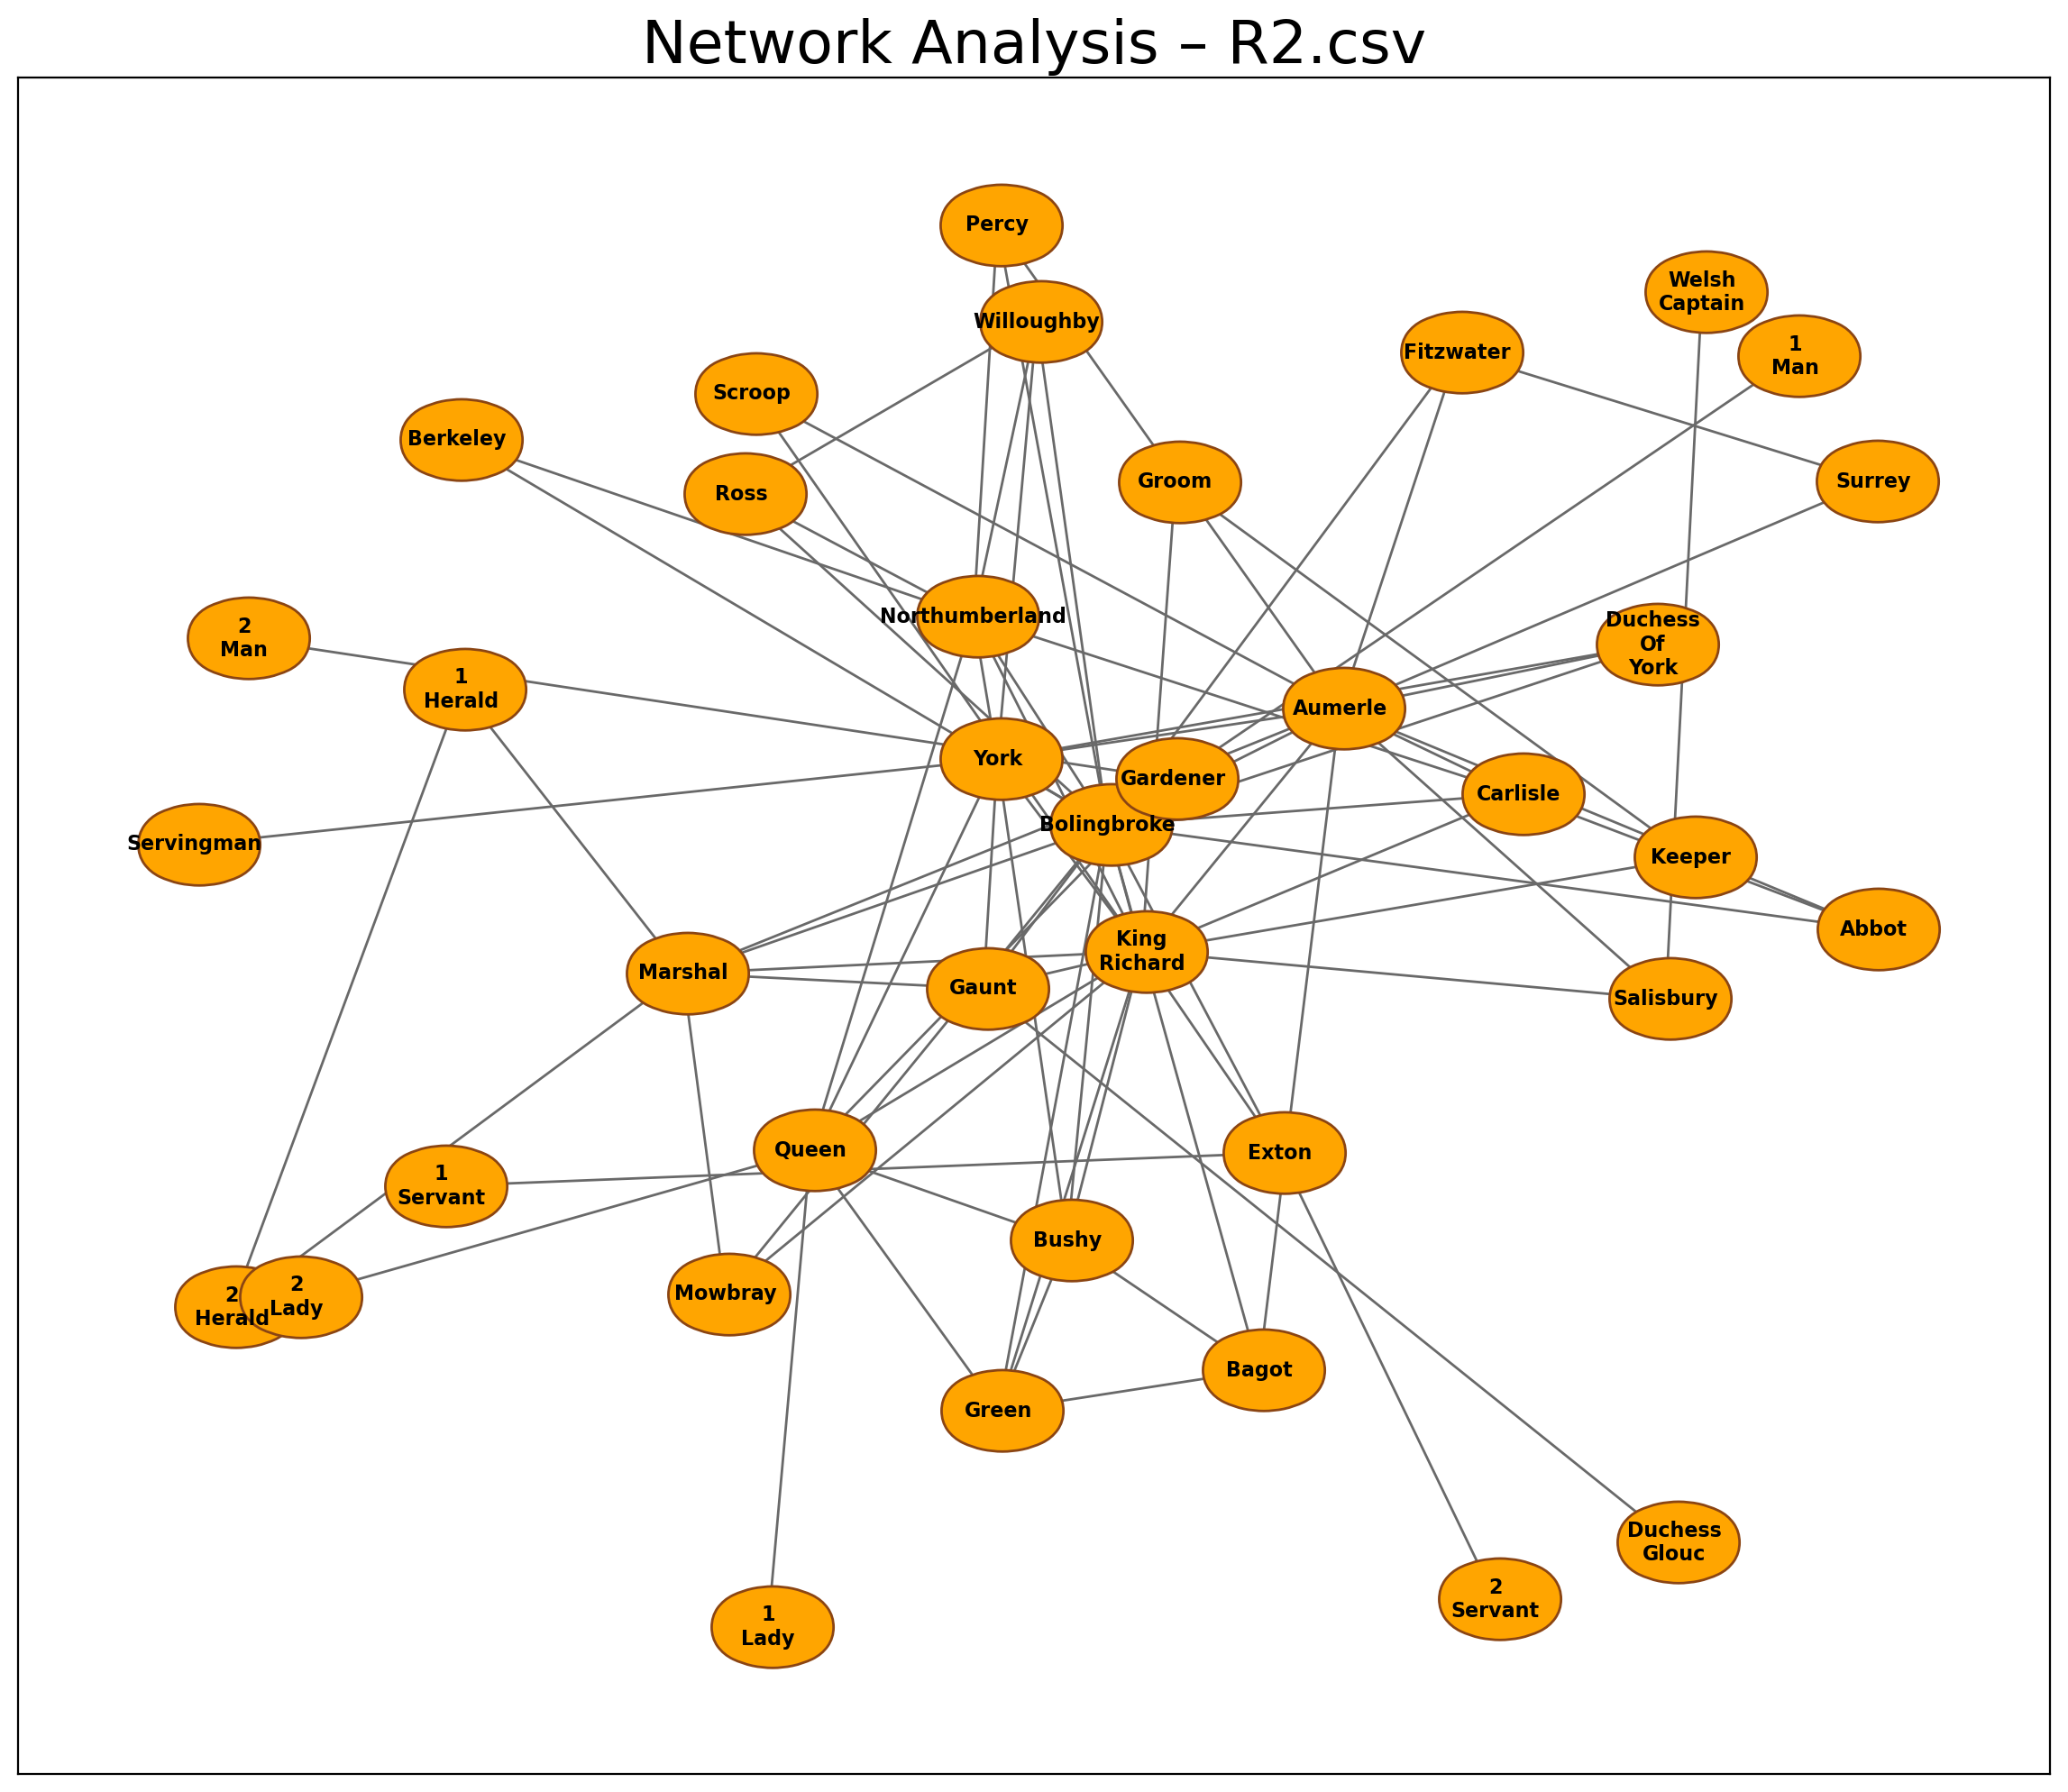 Network Analysis – R2.csv
Percy
Welsh
Captain
Willoughby
1
Man
Fitzwater
Scroop
Berkeley
Groom
Surrey
Ross
Northumberland
2
Man
Duchess
Of
York
1
Herald
Aumerle
York
Gardener
Carlisle
Bolingbroke
Servingman
Keeper
Abbot
King
Richard
Marshal
Gaunt
Salisbury
Queen
Exton
1
Servant
Bushy
Mowbray
2
Herald
2
Lady
Bagot
Green
Duchess
Glouc
2
Servant
1
Lady